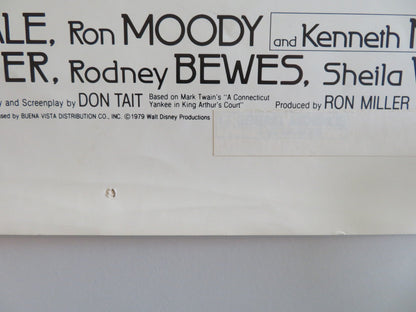 ALE, Ron MOODY and Kenneth
ER, Rodney BEWES, Sheila
y and Screenplay by DON TAIT Based on Mark Twain's "A Connecticut Yankee in King Arthur's Court" Produced by RON MILLER
ased by BUENA VISTA DISTRIBUTION CO., INC. ©1979 Walt Disney Productions